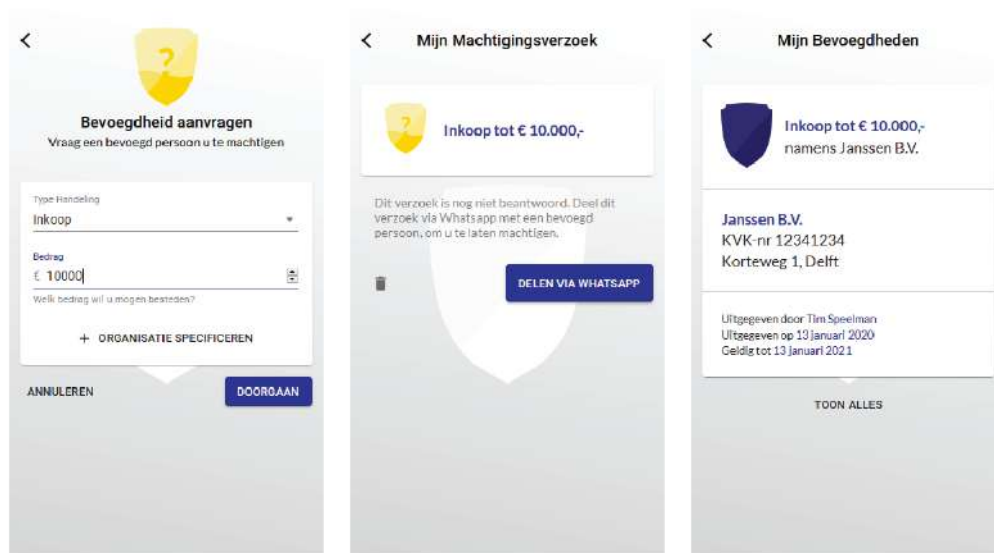 Bevoegdheid aanvragen
Vraag een bevoegd persoon u te machtigen
Type Handeling
Inkoop
Bedrag
€ 10000
Welk bedrag wil u mogen besteden?
+ ORGANISATIE SPECIFICEREN
ANNULEREN
DOORGAAN
Mijn Machtigingsverzoek
?
Inkoop tot € 10.000,-
Dit verzoek is nog niet beantwoord. Deel dit
verzoek via Whatsapp met een bevoegd
persoon, om u te laten machtigen.
DELEN VIA WHATSAPP
Mijn Bevoegdheden
Inkoop tot € 10.000,-
namens Janssen B.V.
Janssen B.V.
KVK-nr 12341234
Korteweg 1, Delft
Uitgegeven door Tim Speelman
Uitgegeven op 13 januari 2020
Geldig tot 13 januari 2021
TOON ALLES